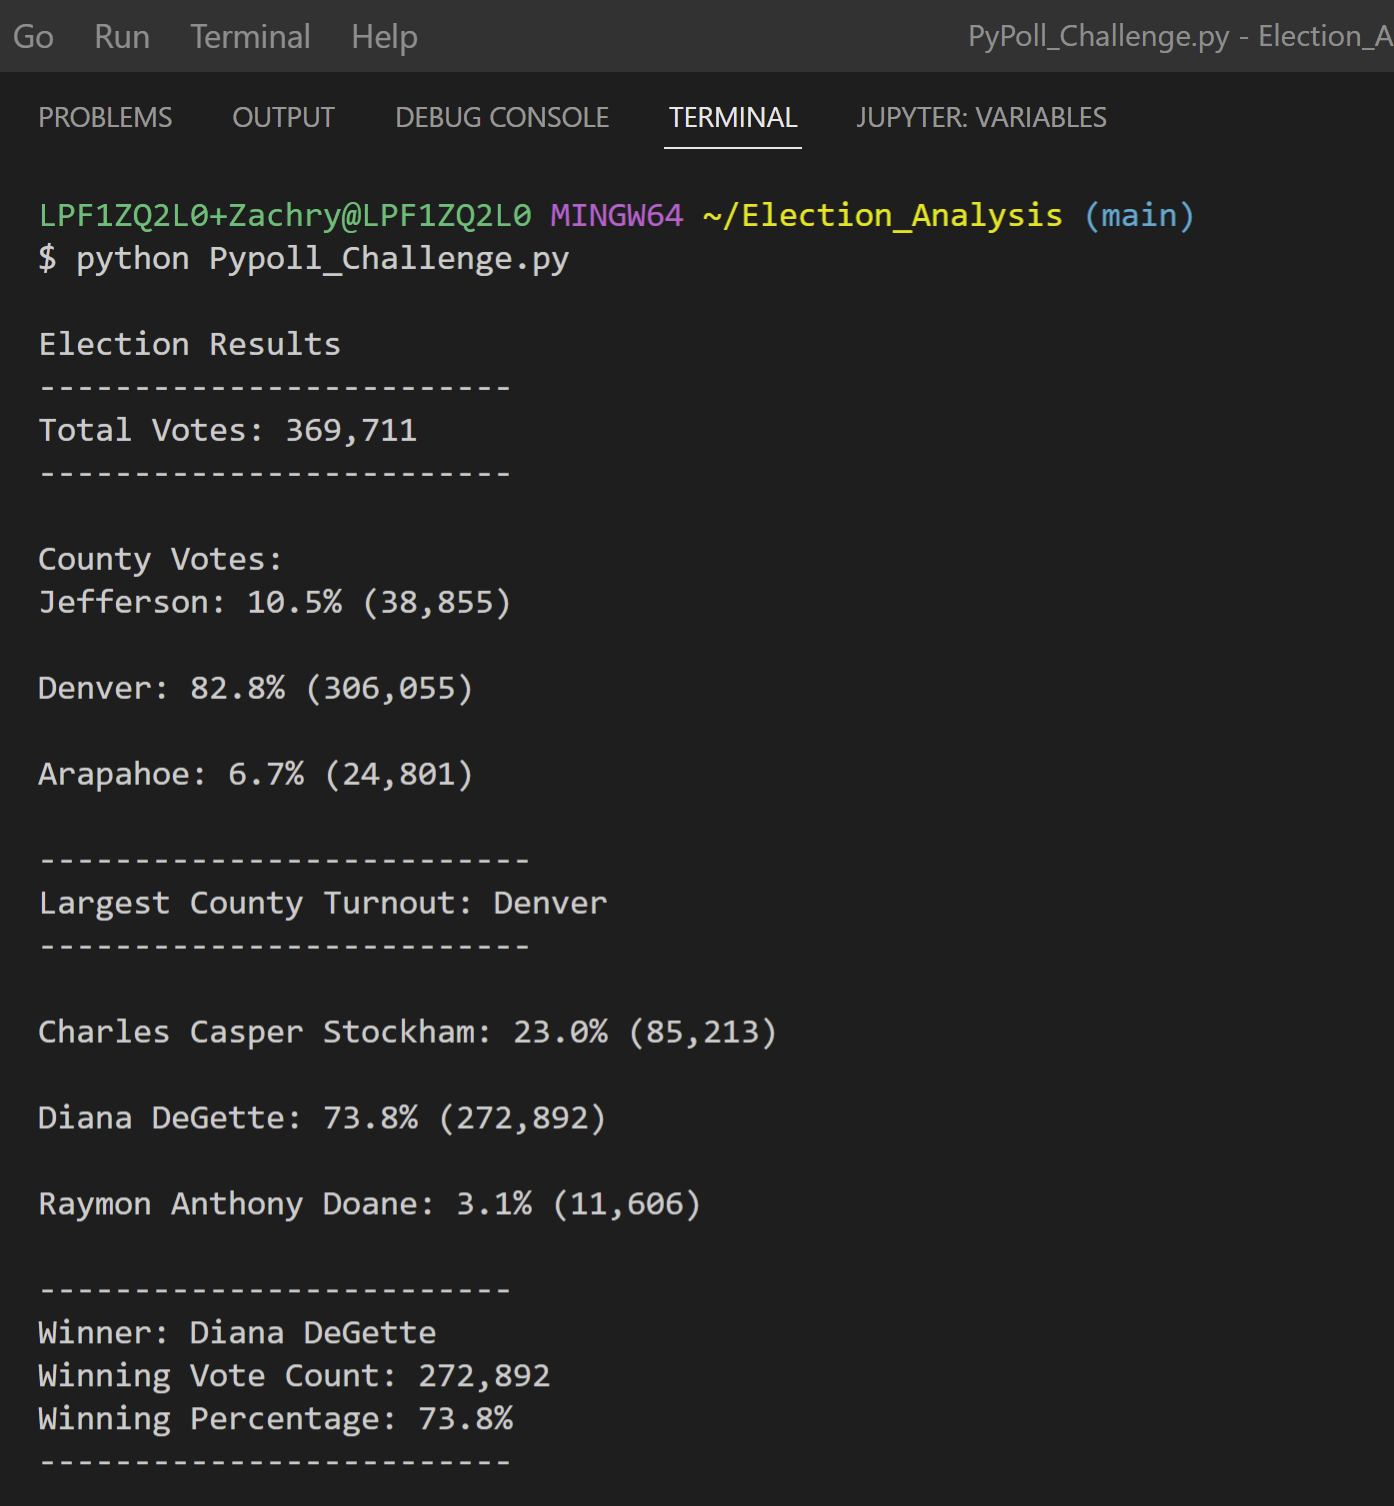 Go Run Terminal Help PyPoll_Challenge.py - Election_A
PROBLEMS OUTPUT DEBUG CONSOLE TERMINAL JUPYTER: VARIABLES
LPF1ZQ2L0+Zachry@LPF1ZQ2L0 MINGW64 ~/Election_Analysis (main)
$ python Pypoll_Challenge.py
Election Results
-------------------------
Total Votes: 369,711
-------------------------
County Votes:
Jefferson: 10.5% (38,855)
Denver: 82.8% (306,055)
Arapahoe: 6.7% (24,801)
--------------------------
Largest County Turnout: Denver
--------------------------
Charles Casper Stockham: 23.0% (85,213)
Diana DeGette: 73.8% (272,892)
Raymon Anthony Doane: 3.1% (11,606)
-------------------------
Winner: Diana DeGette
Winning Vote Count: 272,892
Winning Percentage: 73.8%
-------------------------